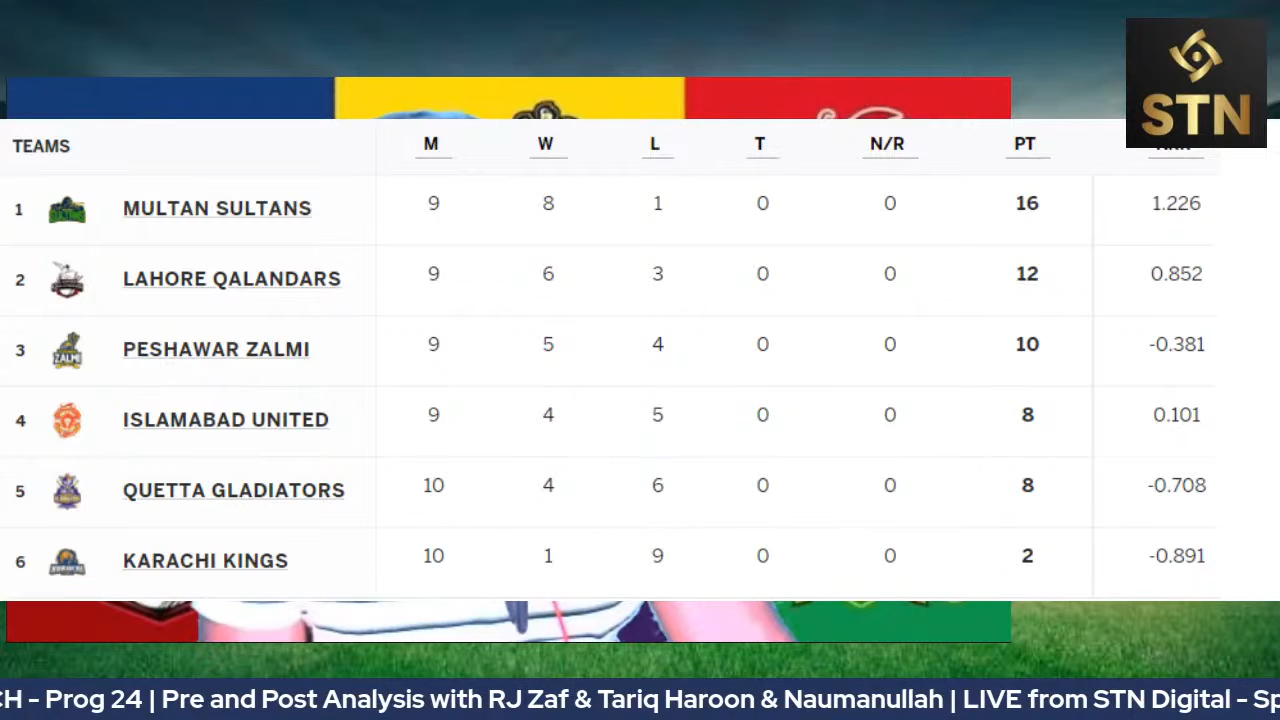 STN
TEAMS M W L T N/R PT
1 MULTAN SULTANS 9 8 1 0 0 16 1.226
2 LAHORE QALANDARS 9 6 3 0 0 12 0.852
3 ZALMI PESHAWAR ZALMI 9 5 4 0 0 10 -0.381
4 ISLAMABAD UNITED 9 4 5 0 0 8 0.101
5 QUETTA GLADIATORS 10 4 6 0 0 8 -0.708
6 KARACHI KINGS 10 1 9 0 0 2 -0.891
CH - Prog 24 | Pre and Post Analysis with RJ Zaf & Tariq Haroon & Naumanullah | LIVE from STN Digital - Sp